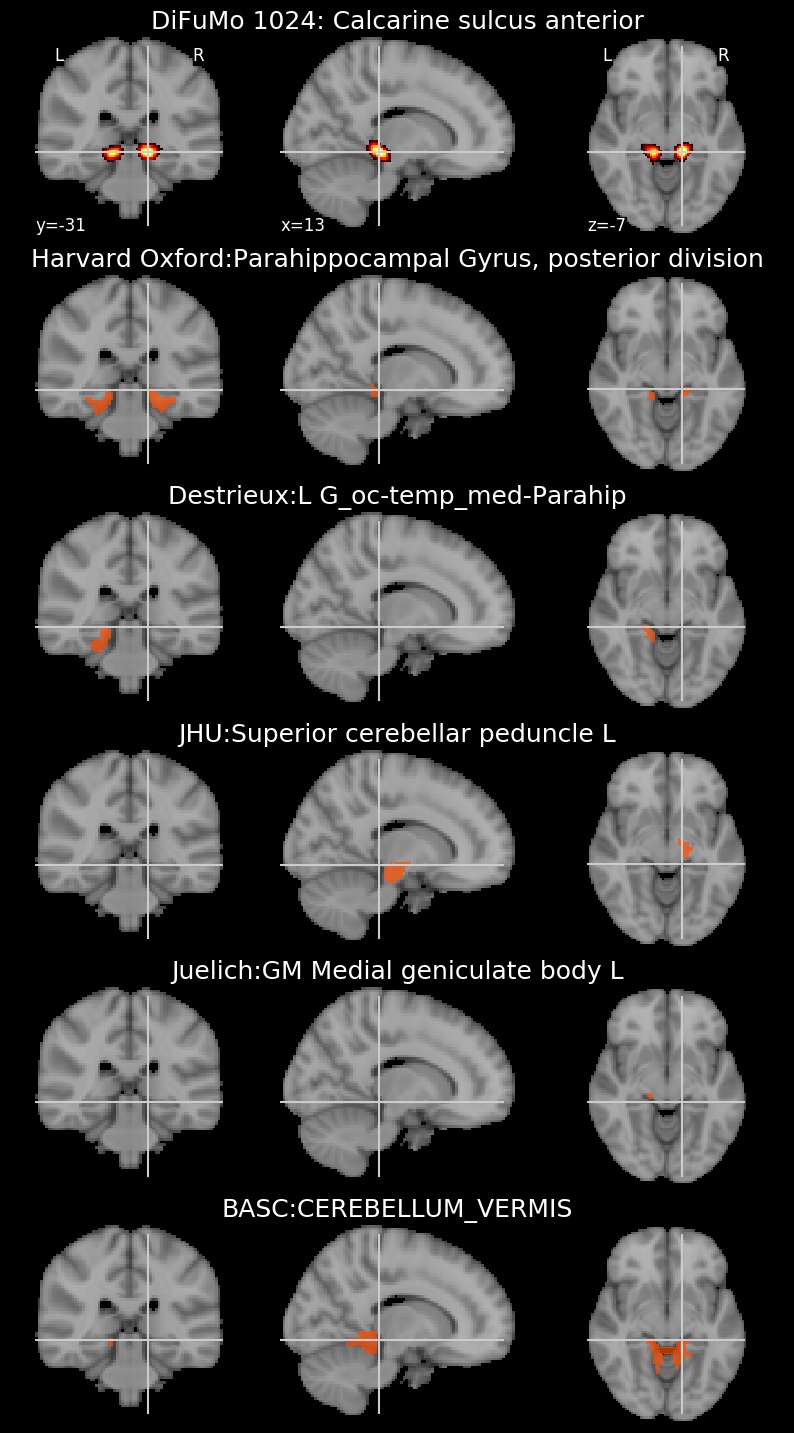 DiFuMo 1024: Calcarine sulcus anterior
L R L R
y=-31 x=13 z=-7
Harvard Oxford:Parahippocampal Gyrus, posterior division
Destrieux:L G_oc-temp_med-Parahip
JHU:Superior cerebellar peduncle L
Juelich:GM Medial geniculate body L
BASC:CEREBELLUM_VERMIS